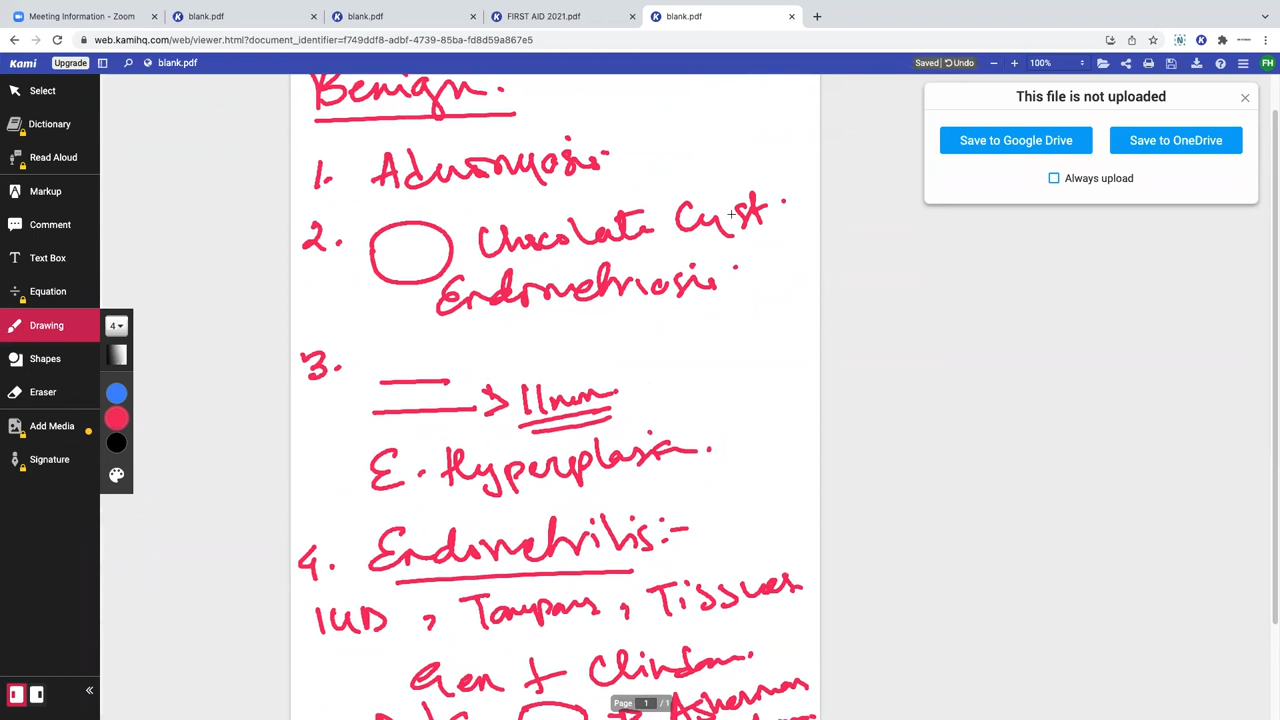 Meeting Information - Zoom
blank.pdf
blank.pdf
FIRST AID 2021.pdf
blank.pdf
web.kamihq.com/web/viewer.html?document_identifier=f749ddf8-adbf-4739-85ba-fd8d59a867e5
Kami
Upgrade
blank.pdf
Saved
Undo
100%
FH
Select
Dictionary
Read Aloud
Markup
Comment
Text Box
Equation
Drawing
Shapes
Eraser
Add Media
Signature
4
This file is not uploaded
Save to Google Drive
Save to OneDrive
Always upload
Benign.
1. Adenomyosis
2. Chocolate Cyst.
Endometriosis
3.
> 11mm
E. Hyperplasia.
4. Endometritis:-
IUD, Tampons, Tissues
Gen + Clindam.
Asherman
Page 1 / 1